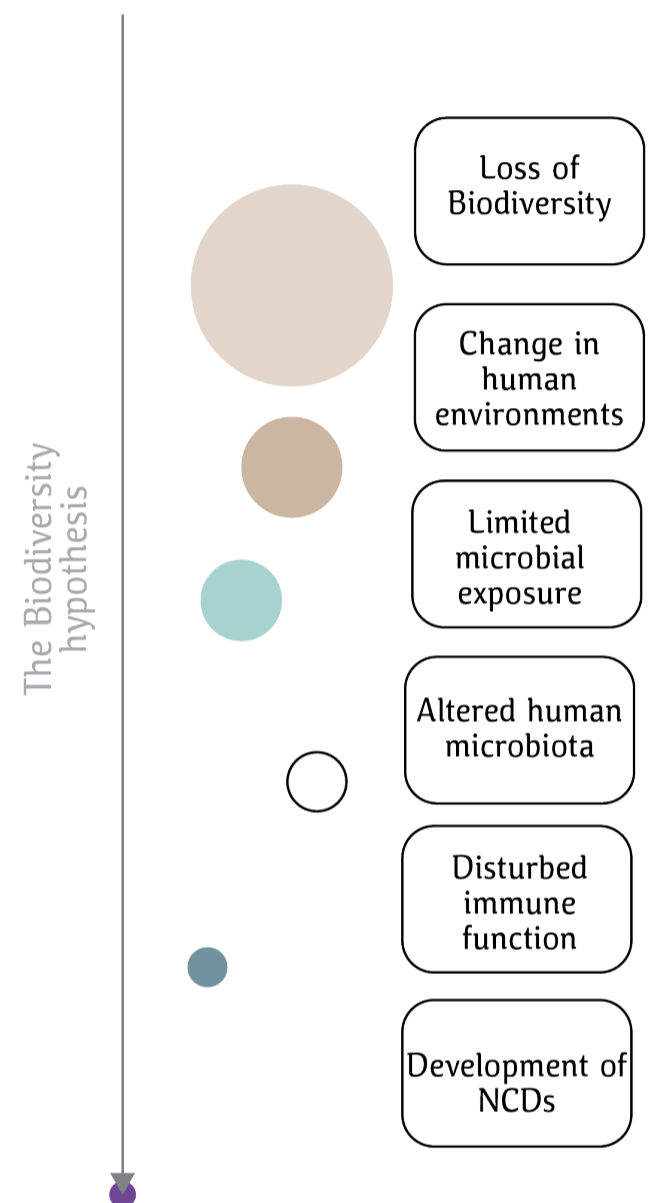 The Biodiversity
hypothesis
Loss of
Biodiversity
Change in
human
environments
Limited
microbial
exposure
Altered human
microbiota
Disturbed
immune
function
Development of
NCDs